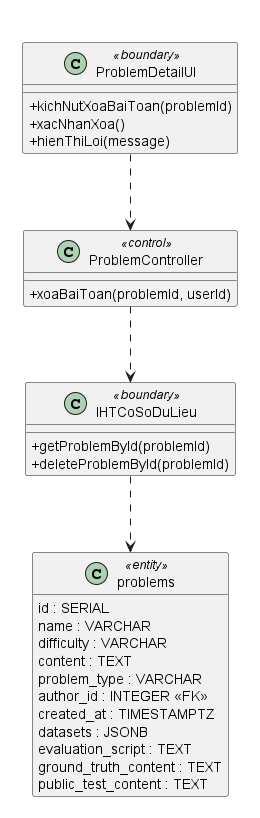 «boundary»
C ProblemDetailUI
+kichNutXoaBaiToan(problemId)
+xacNhanXoa()
+hienThiLoi(message)
«control»
C ProblemController
+xoaBaiToan(problemId, userId)
«boundary»
C IHTCoSoDuLieu
+getProblemById(problemId)
+deleteProblemById(problemId)
«entity»
C problems
id : SERIAL
name : VARCHAR
difficulty : VARCHAR
content : TEXT
problem_type : VARCHAR
author_id : INTEGER «FK»
created_at : TIMESTAMPTZ
datasets : JSONB
evaluation_script : TEXT
ground_truth_content : TEXT
public_test_content : TEXT